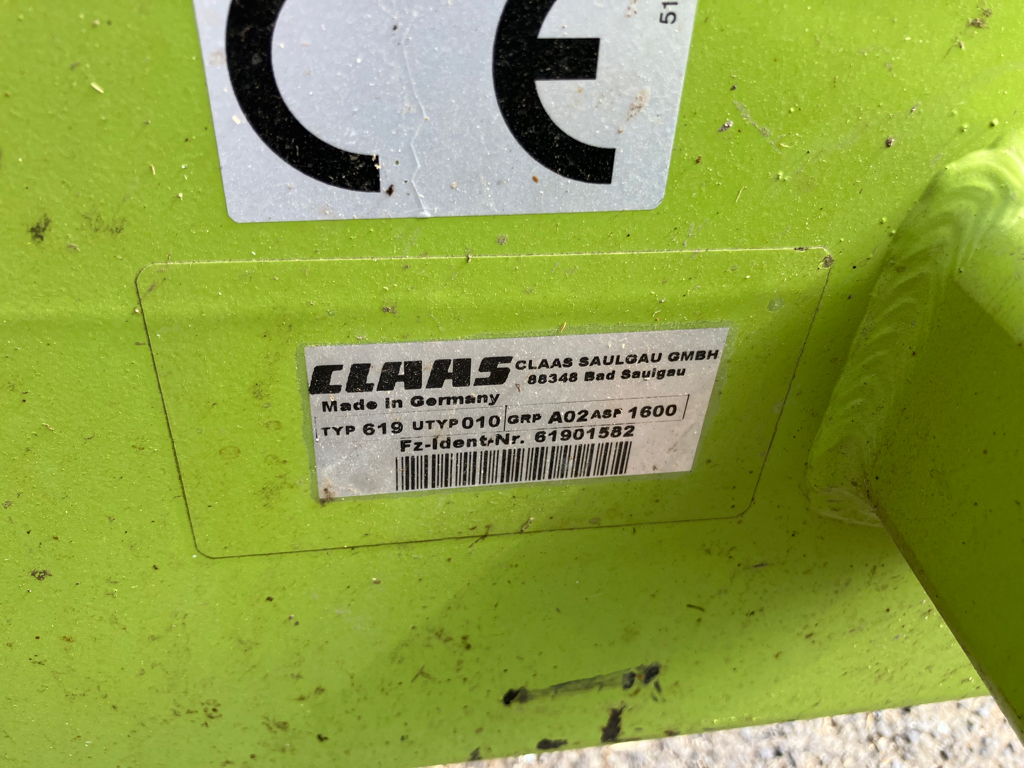 CE
51
CLAAS CLAAS SAULGAU GMBH
88348 Bad Saulgau
Made in Germany
TYP 619 UTYP 010 GRP A02 ASF 1600
Fz-Ident-Nr. 61901582